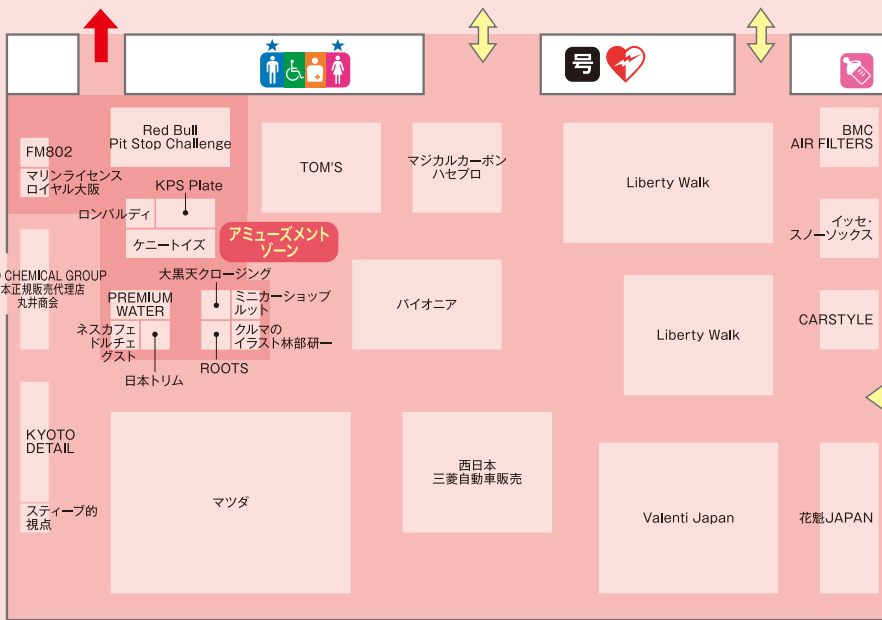 号
Red Bull
Pit Stop Challenge
FM802
マリンライセンス
ロイヤル大阪
KPS Plate
ロンバルディ
ケニートイズ
アミューズメント
ゾーン
TOM'S
マジカルカーボン
ハセプロ
Liberty Walk
BMC
AIR FILTERS
イッセ・
スノーソックス
CHEMICAL GROUP
本正規販売代理店
丸井商会
大黒天クロージング
PREMIUM
WATER
ミニカーショップ
ルット
ネスカフェ
ドルチェ
グスト
クルマの
イラスト林部研一
ROOTS
日本トリム
パイオニア
Liberty Walk
CARSTYLE
KYOTO
DETAIL
スティーブ的
視点
マツダ
西日本
三菱自動車販売
Valenti Japan
花魁JAPAN